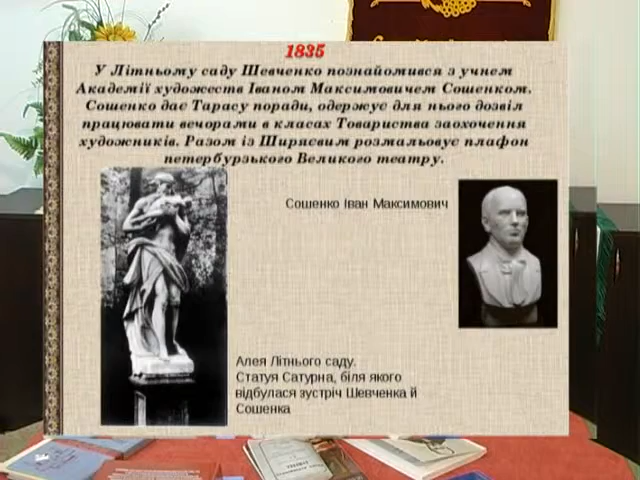 1835
У Літньому саду Шевченко познайомився з учнем
Академії художеств Іваном Максимовичем Сошенком.
Сошенко дає Тарасу поради, одержує для нього дозвіл
працювати вечорами в класах Товариства заохочення
художників. Разом із Ширяєвим розмальовує плафон
петербурзького Великого театру.
Сошенко Іван Максимович
Алея Літнього саду.
Статуя Сатурна, біля якого
відбулася зустріч Шевченка й
Сошенка